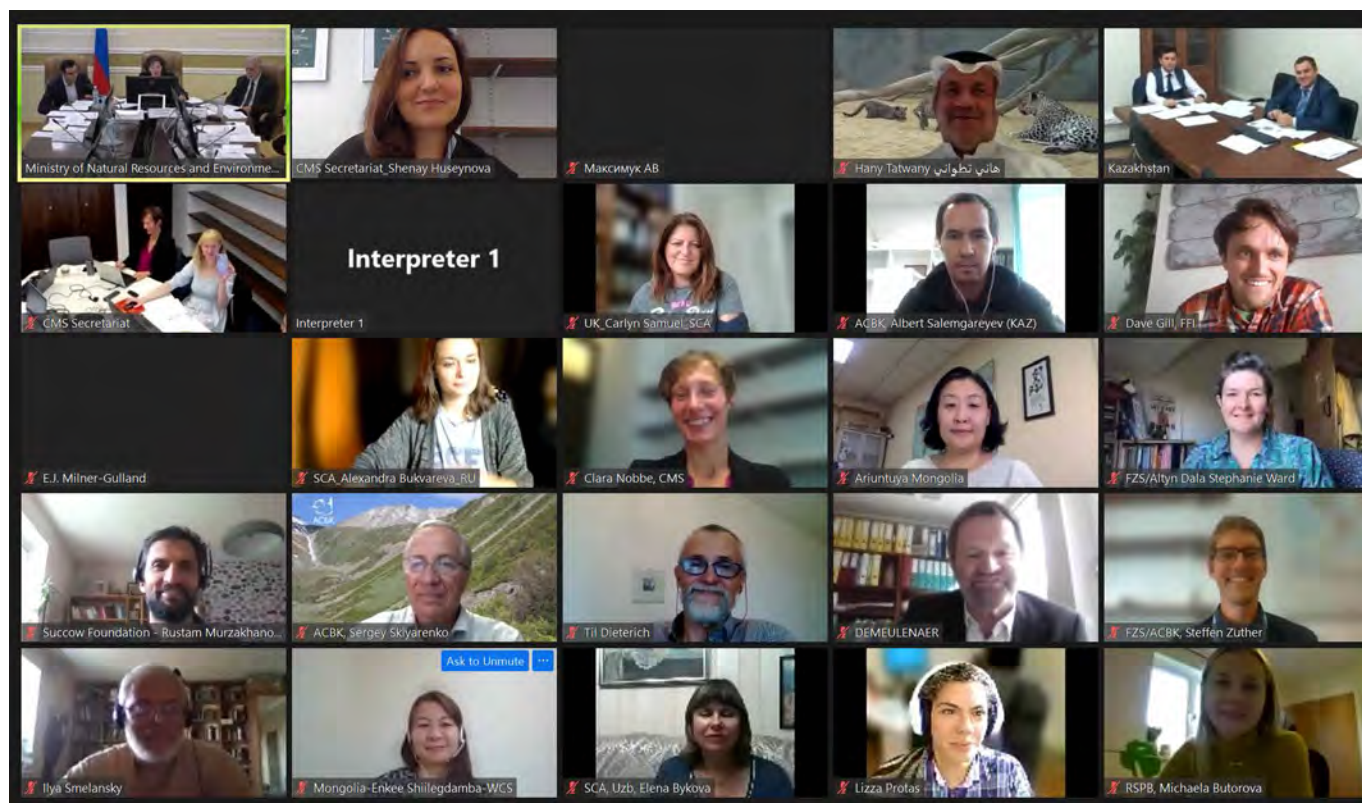 Ministry of Natural Resources and Environme...
CMS Secretariat_Shenay Huseynova
Максимук АВ
Hany Tatwany هاني تطواني
Kazakhstan
CMS Secretariat
Interpreter 1
Interpreter 1
UK_Carlyn Samuel_SCA
ACBK, Albert Salemgareyev (KAZ)
Dave Gill, FFI
E.J. Milner-Gulland
SCA_Alexandra Bukvareva_RU
Clara Nobbe, CMS
Ariuntuya Mongolia
FZS/Altyn Dala Stephanie Ward
ACBK
Succow Foundation - Rustam Murzakhano...
ACBK, Sergey Sklyarenko
Til Dieterich
DEMEULENAER
FZS/ACBK, Steffen Zuther
Ask to Unmute ...
Ilya Smelansky
Mongolia-Enkee Shiilegdamba-WCS
SCA, Uzb, Elena Bykova
Lizza Protas
RSPB, Michaela Butorova